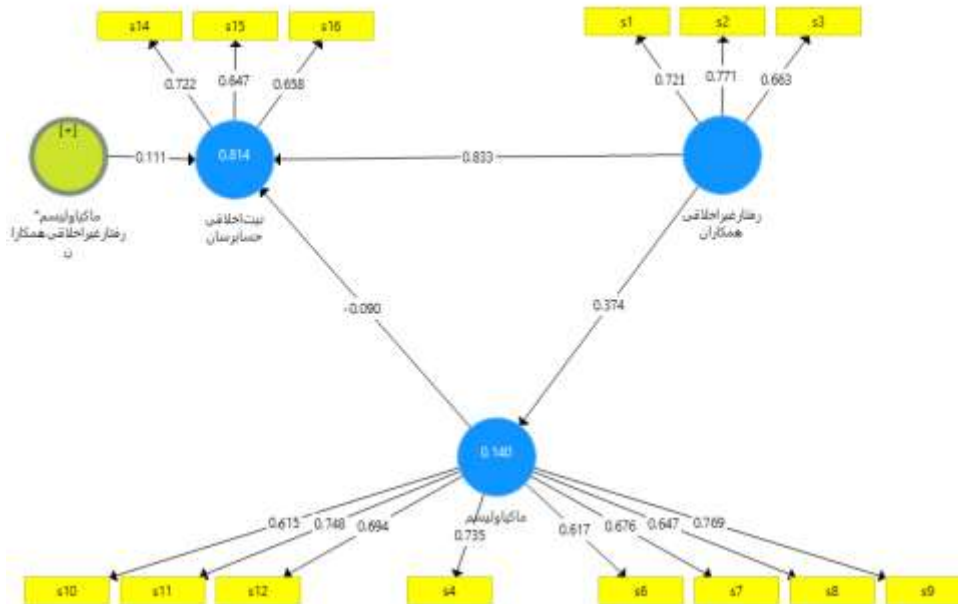 s14
s15
s16
s1
s2
s3
0.722
0.647
0.658
0.721
0.771
0.663
[+]
0.111
0.814
0.833
ماکیاولیسم*
رفتارغیراخلاقی‌همکارا
ن
نیت‌اخلاقی
حسابرسان
رفتارغیراخلاقی
همکاران
0.374
-0.090
0.140
ماکیاولیسم
0.615
0.748
0.694
0.735
0.617
0.676
0.647
0.769
s10
s11
s12
s4
s6
s7
s8
s9